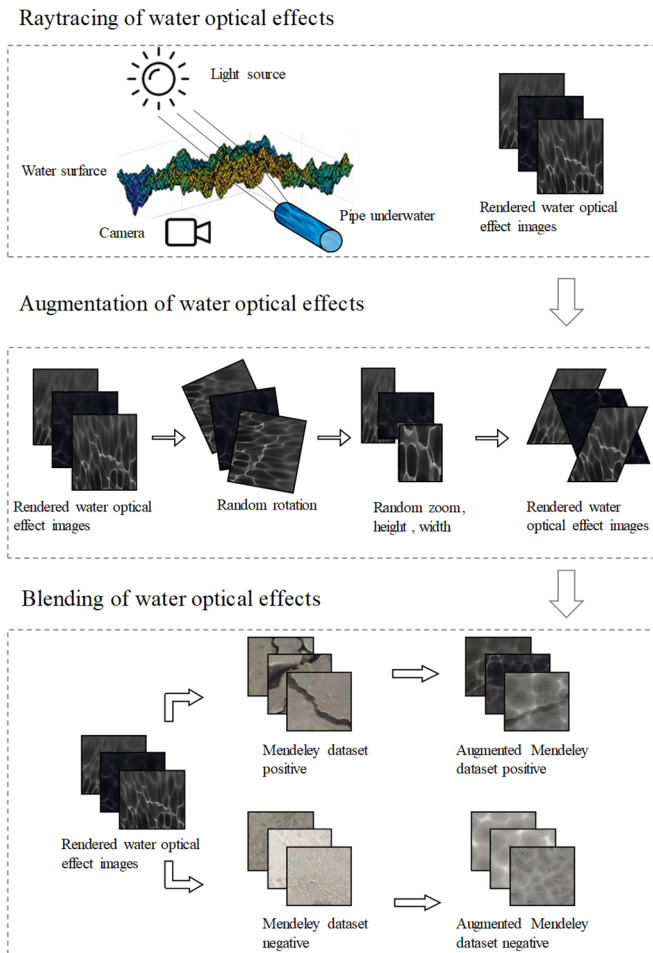 Raytracing of water optical effects
Light source
Water surfarce
Camera
Pipe underwater
Rendered water optical
effect images
Augmentation of water optical effects
Rendered water optical
effect images
Random rotation
Random zoom,
height, width
Rendered water
optical effect images
Blending of water optical effects
Mendeley dataset
positive
Augmented Mendeley
dataset positive
Rendered water optical
effect images
Mendeley dataset
negative
Augmented Mendeley
dataset negative